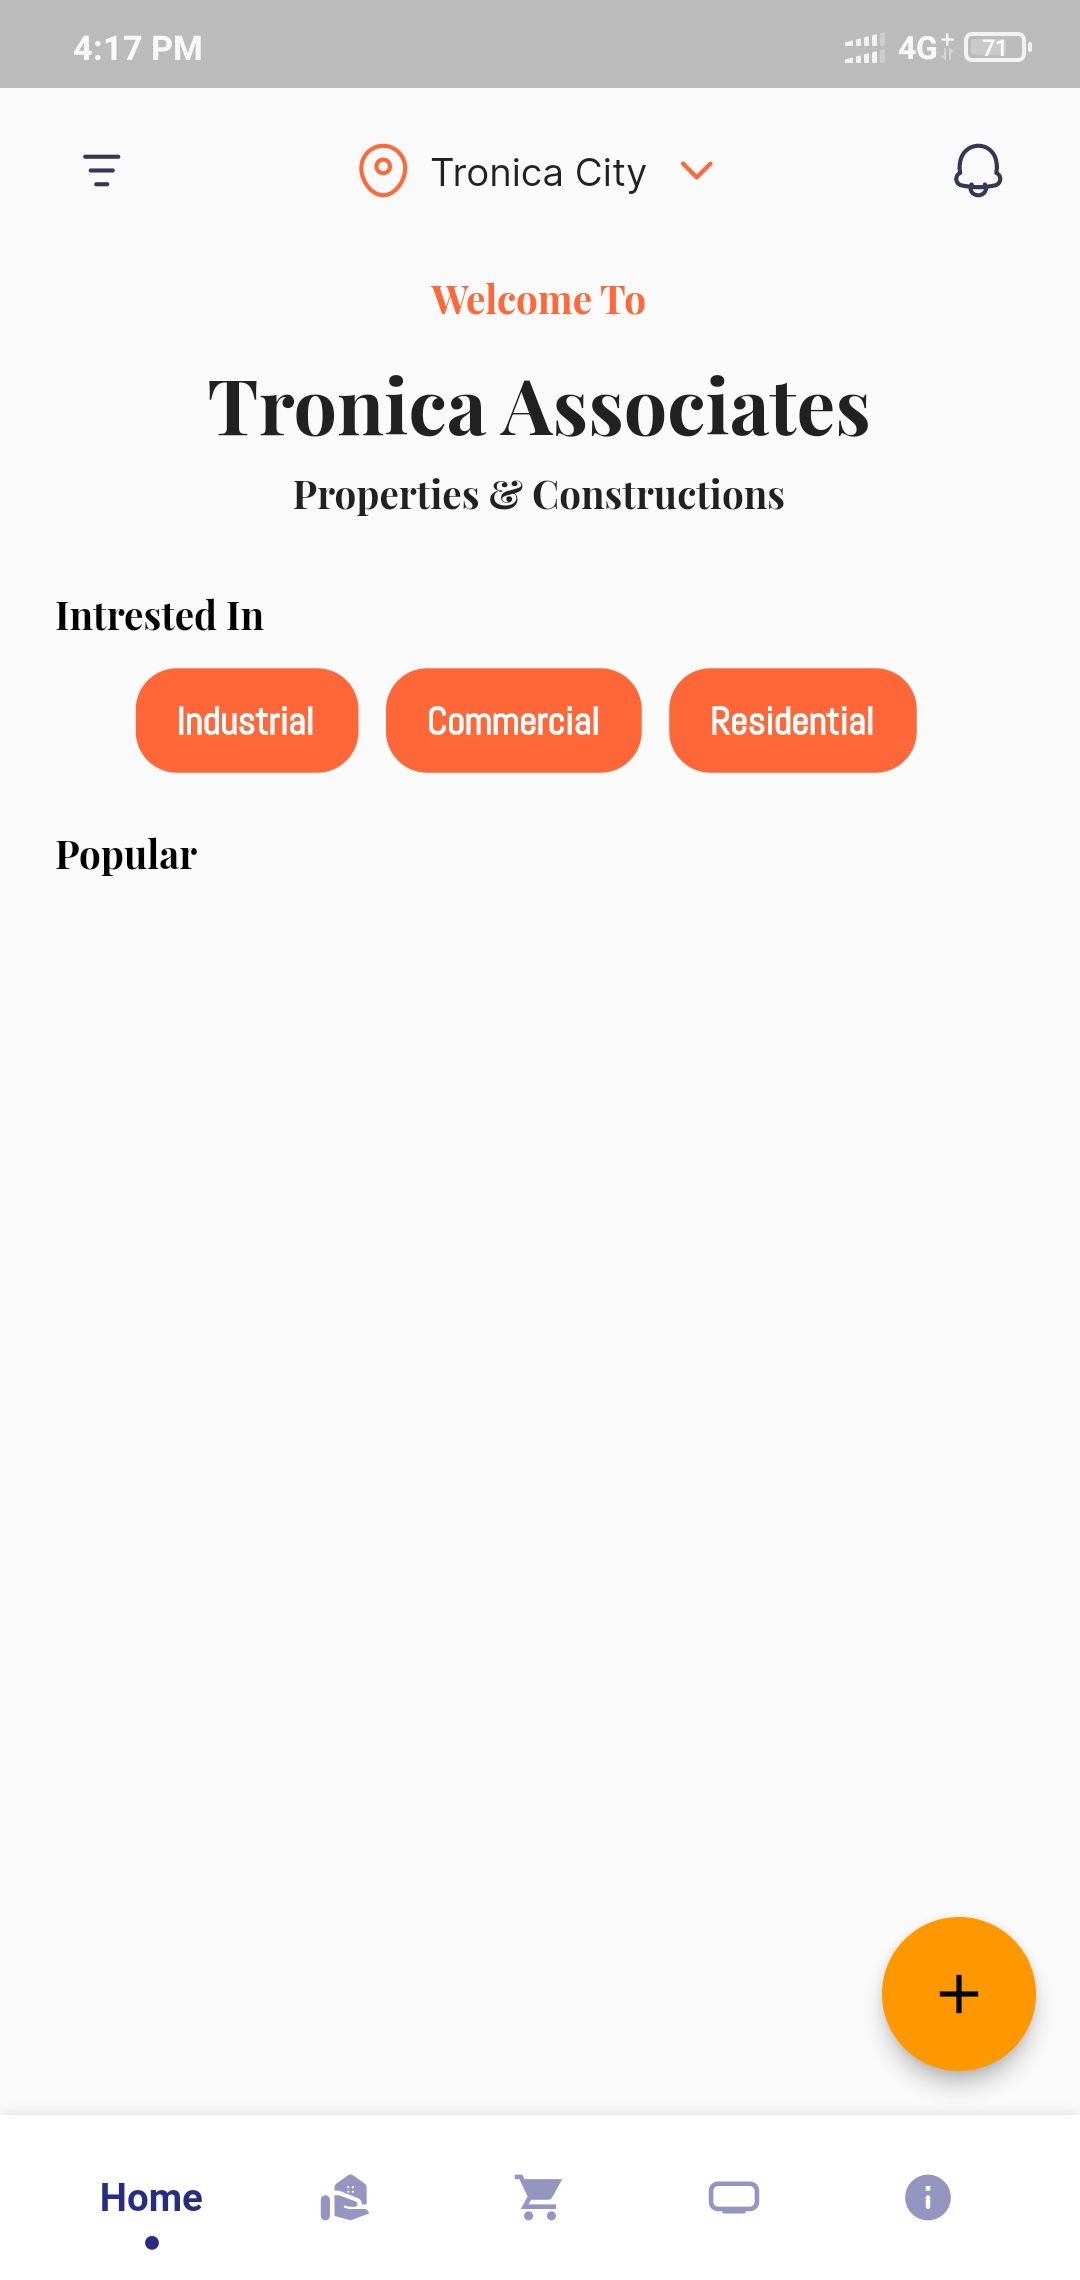 4:17 PM 4G+ 71
Tronica City
Welcome To
Tronica Associates
Properties & Constructions
Intrested In
Industrial Commercial Residential
Popular
Home